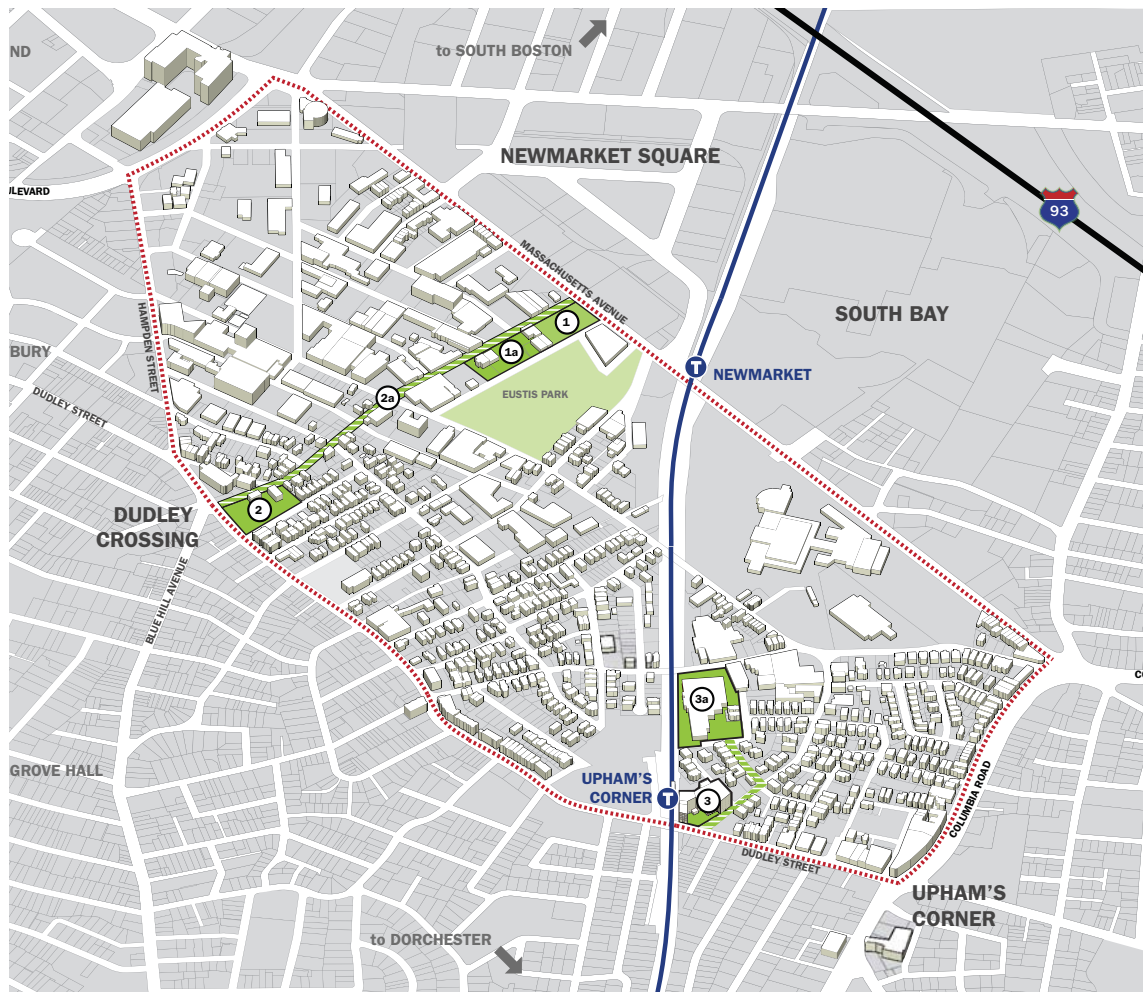 ND
to SOUTH BOSTON
NEWMARKET SQUARE
ULEVARD
93
MASSACHUSETTS AVENUE
SOUTH BAY
HAMPDEN STREET
1
1a
BURY
T NEWMARKET
2a
EUSTIS PARK
DUDLEY STREET
2
DUDLEY
CROSSING
BLUE HILL AVENUE
3a
GROVE HALL
UPHAM'S
CORNER T
3
COLUMBIA ROAD
DUDLEY STREET
UPHAM'S
CORNER
to DORCHESTER